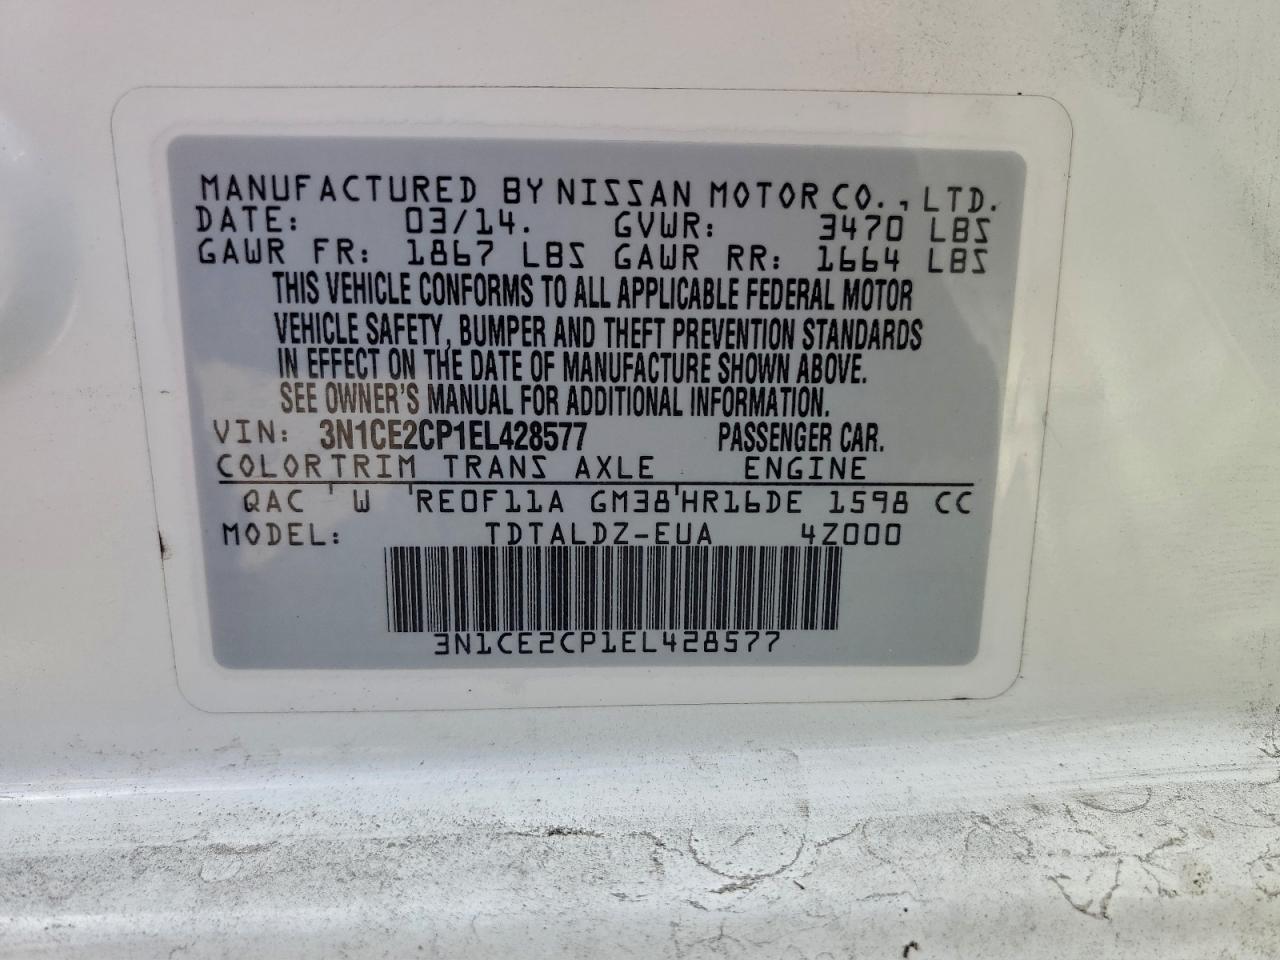 MANUFACTURED BY NISSAN MOTOR CO., LTD.
DATE: 03/14. GVWR: 3470 LBS
GAWR FR: 1867 LBS GAWR RR: 1664 LBS
THIS VEHICLE CONFORMS TO ALL APPLICABLE FEDERAL MOTOR
VEHICLE SAFETY, BUMPER AND THEFT PREVENTION STANDARDS
IN EFFECT ON THE DATE OF MANUFACTURE SHOWN ABOVE.
SEE OWNER'S MANUAL FOR ADDITIONAL INFORMATION.
VIN: 3N1CE2CP1EL428577 PASSENGER CAR.
COLOR TRIM TRANS AXLE ENGINE
QAC W RE0F11A GM38 HR16DE 1598 CC
MODEL: TDTALDZ-EUA 4Z000
3N1CE2CP1EL428577